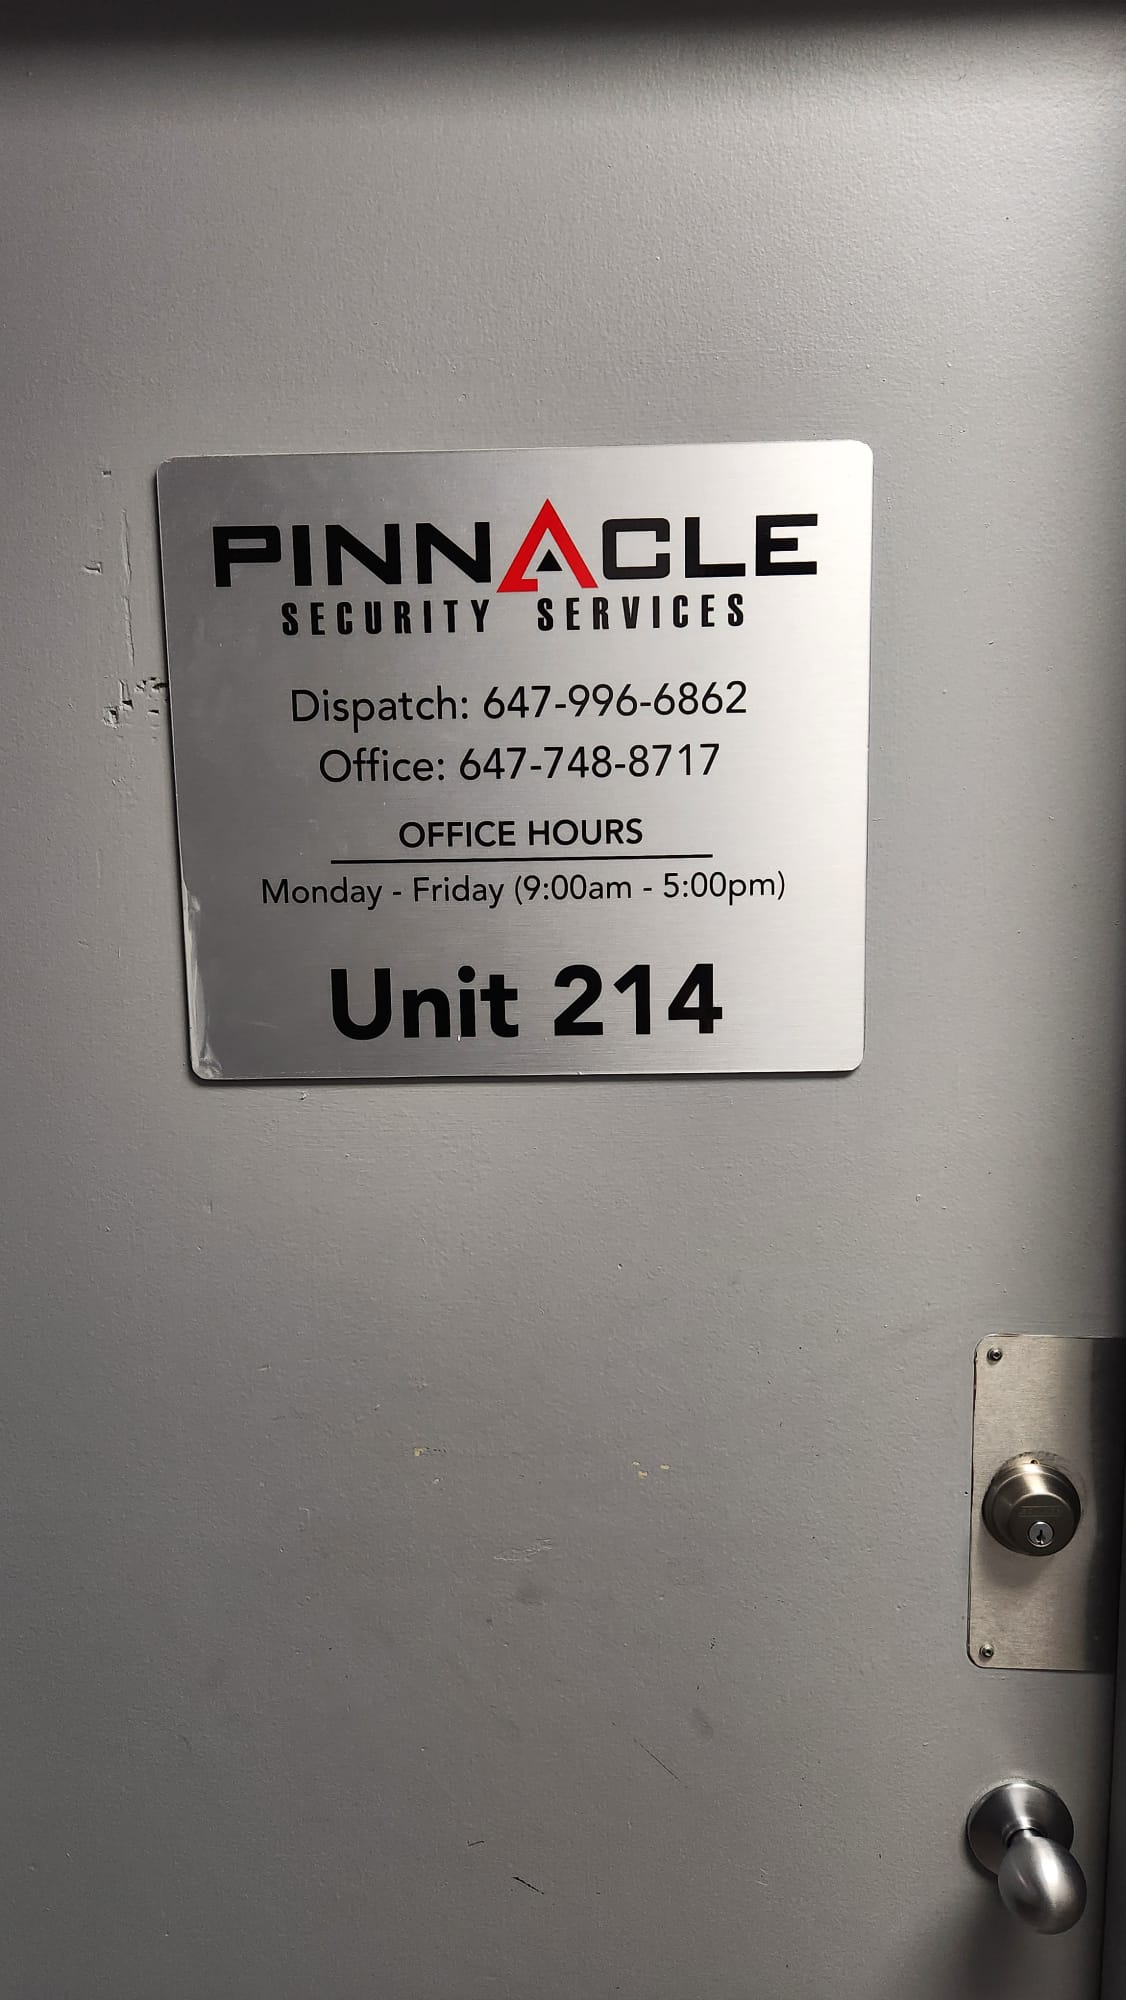 PINNACLE
SECURITY SERVICES
Dispatch: 647-996-6862
Office: 647-748-8717
OFFICE HOURS
Monday - Friday (9:00am - 5:00pm)
Unit 214